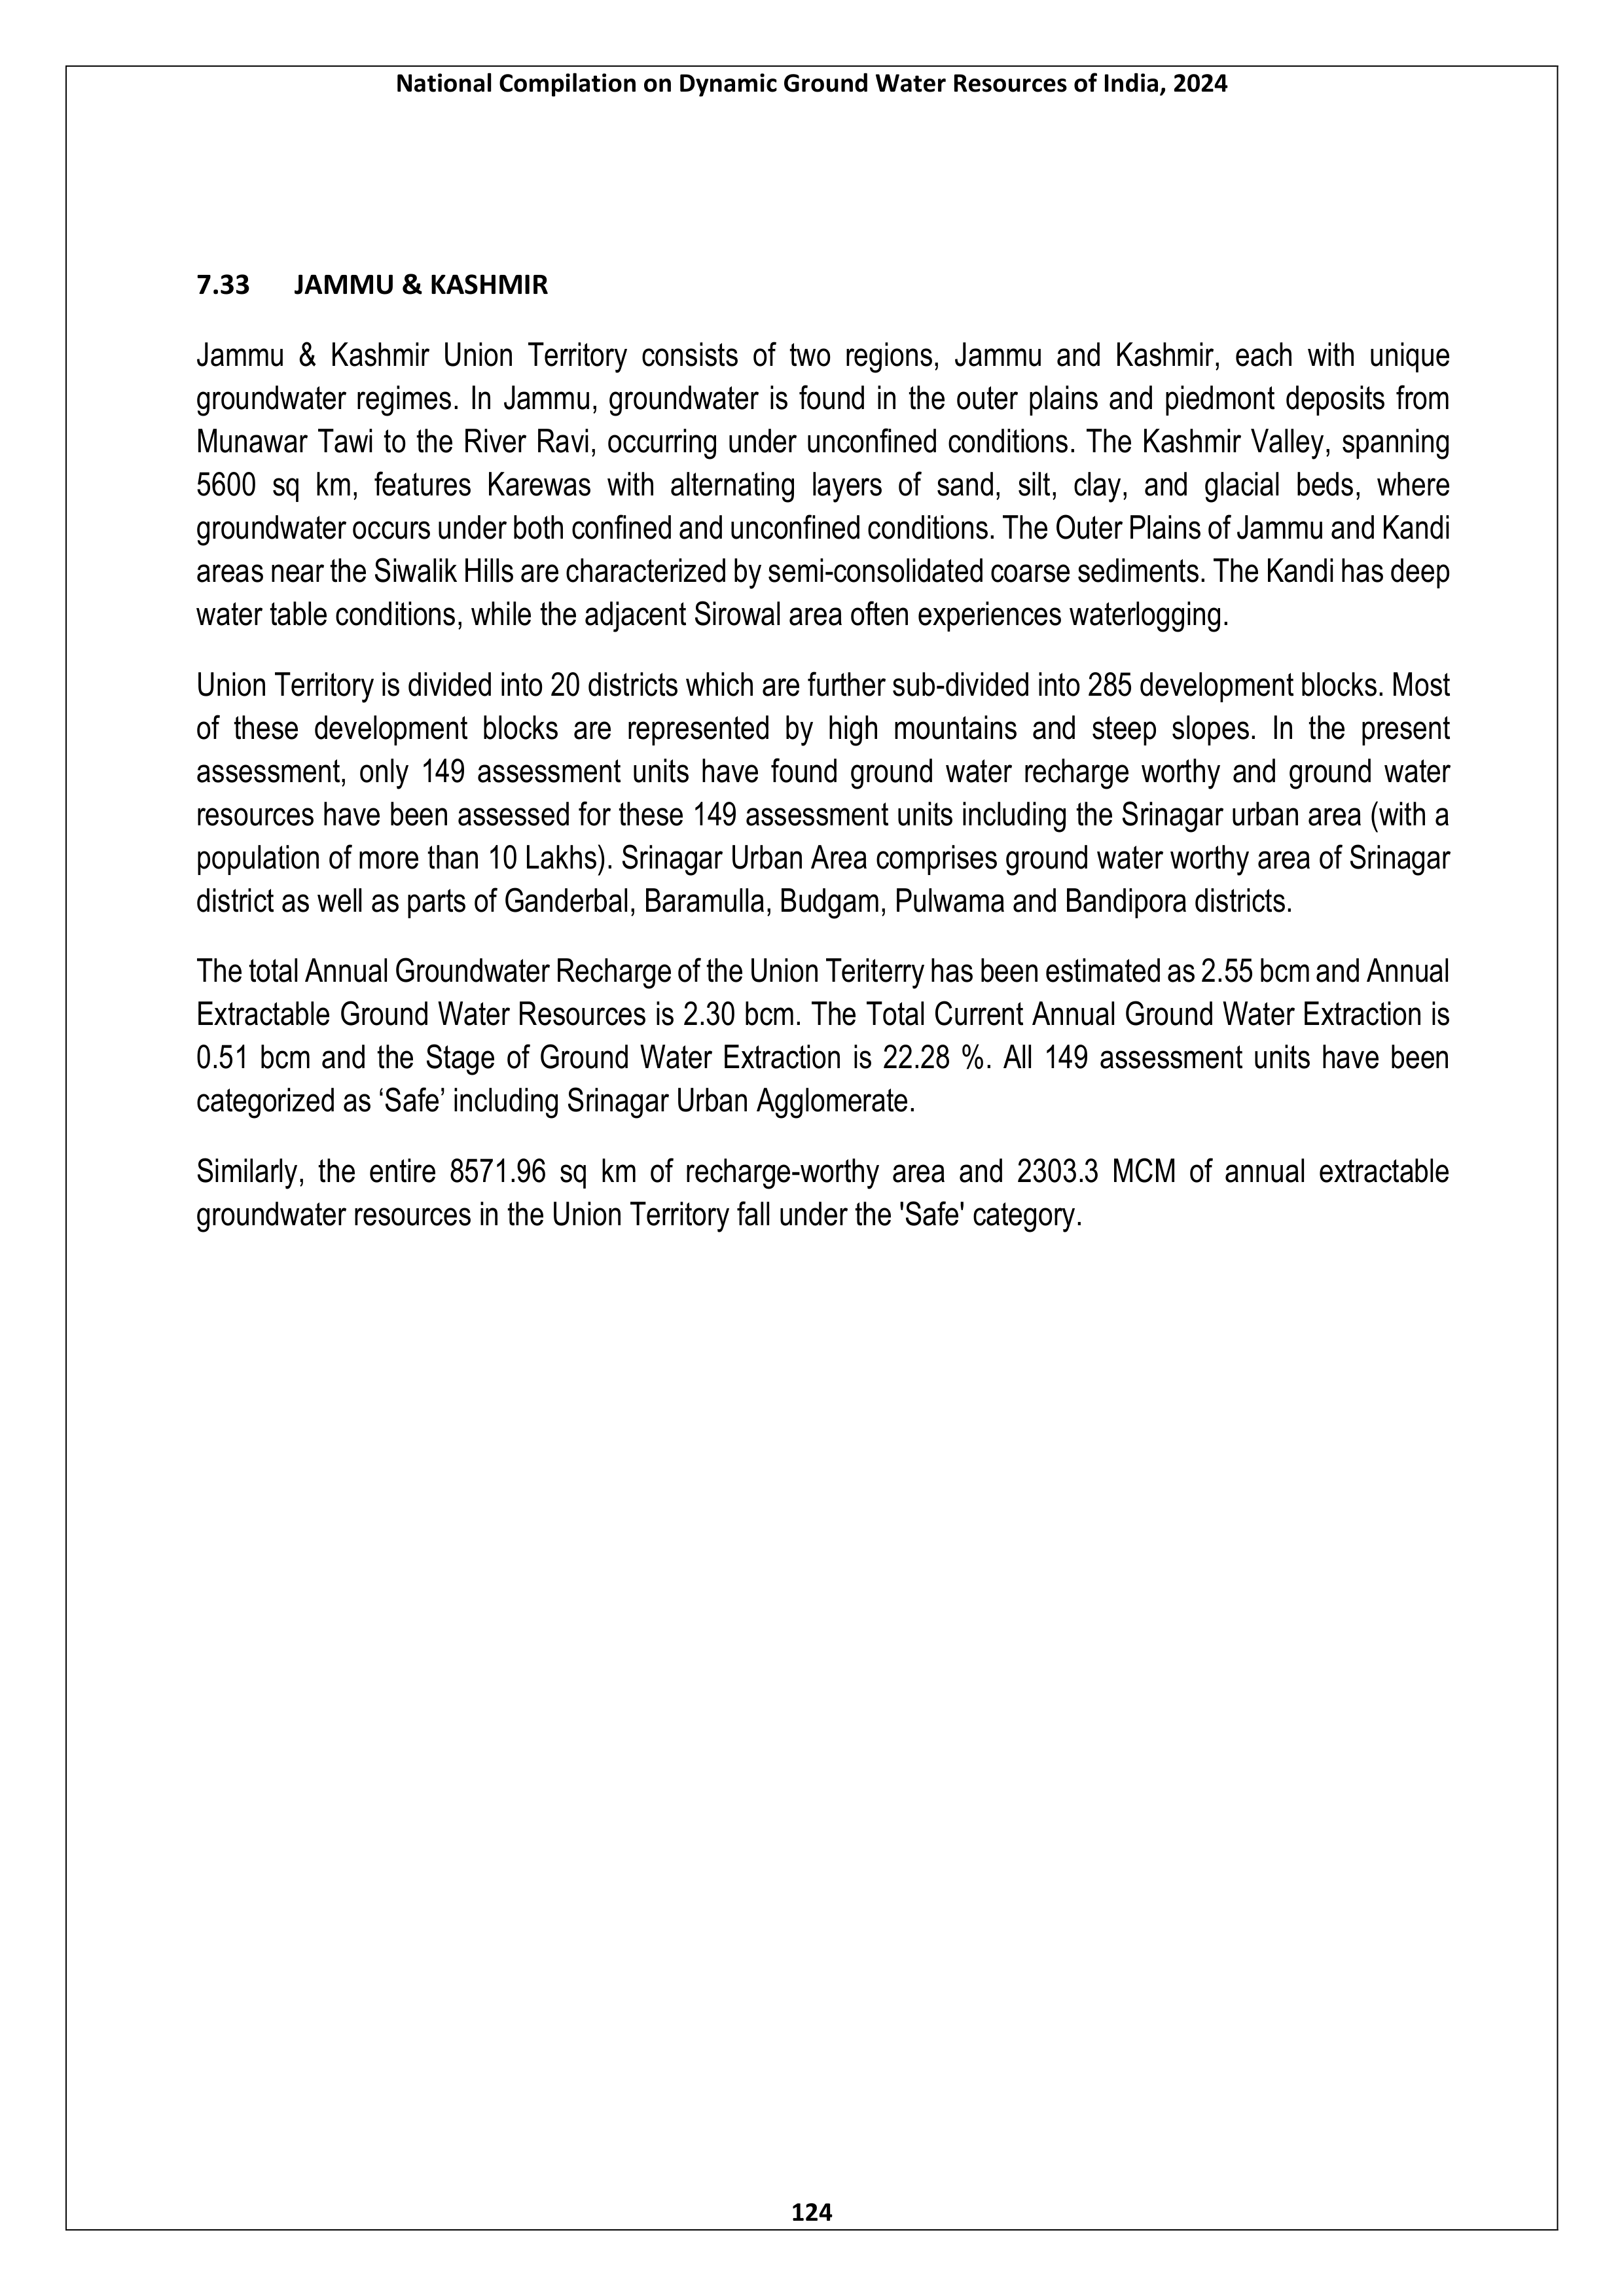 National Compilation on Dynamic Ground Water Resources of India, 2024
7.33 JAMMU & KASHMIR
Jammu & Kashmir Union Territory consists of two regions, Jammu and Kashmir, each with unique
groundwater regimes. In Jammu, groundwater is found in the outer plains and piedmont deposits from
Munawar Tawi to the River Ravi, occurring under unconfined conditions. The Kashmir Valley, spanning
5600 sq km, features Karewas with alternating layers of sand, silt, clay, and glacial beds, where
groundwater occurs under both confined and unconfined conditions. The Outer Plains of Jammu and Kandi
areas near the Siwalik Hills are characterized by semi-consolidated coarse sediments. The Kandi has deep
water table conditions, while the adjacent Sirowal area often experiences waterlogging.
Union Territory is divided into 20 districts which are further sub-divided into 285 development blocks. Most
of these development blocks are represented by high mountains and steep slopes. In the present
assessment, only 149 assessment units have found ground water recharge worthy and ground water
resources have been assessed for these 149 assessment units including the Srinagar urban area (with a
population of more than 10 Lakhs). Srinagar Urban Area comprises ground water worthy area of Srinagar
district as well as parts of Ganderbal, Baramulla, Budgam, Pulwama and Bandipora districts.
The total Annual Groundwater Recharge of the Union Teriterry has been estimated as 2.55 bcm and Annual
Extractable Ground Water Resources is 2.30 bcm. The Total Current Annual Ground Water Extraction is
0.51 bcm and the Stage of Ground Water Extraction is 22.28 %. All 149 assessment units have been
categorized as ‘Safe’ including Srinagar Urban Agglomerate.
Similarly, the entire 8571.96 sq km of recharge-worthy area and 2303.3 MCM of annual extractable
groundwater resources in the Union Territory fall under the 'Safe' category.
124